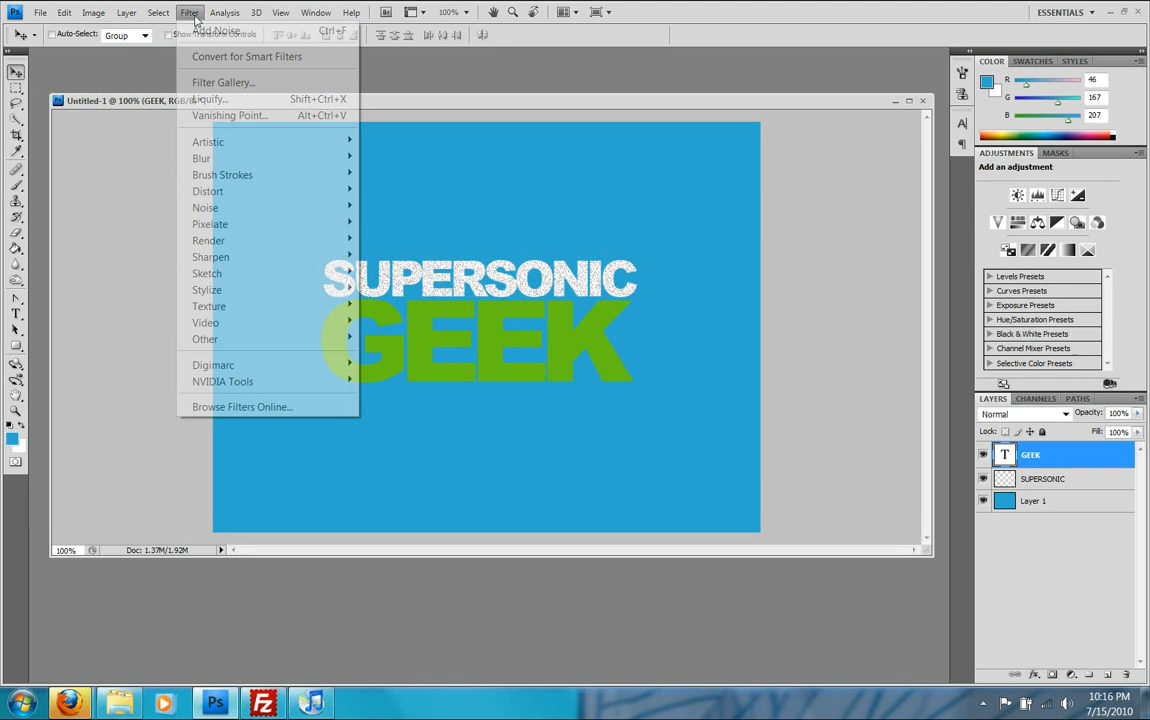 Ps File Edit Image Layer Select Filter Analysis 3D View Window Help Br 100% ESSENTIALS
Auto-Select: Group Show Transform Controls
Add Noise Ctrl+F
Convert for Smart Filters
Filter Gallery...
Liquify... Shift+Ctrl+X
Vanishing Point... Alt+Ctrl+V
Artistic
Blur
Brush Strokes
Distort
Noise
Pixelate
Render
Sharpen
Sketch
Stylize
Texture
Video
Other
Digimarc
NVIDIA Tools
Browse Filters Online...
Ps Untitled-1 @ 100% (GEEK, RGB/8
SUPERSONIC
GEEK
100% Doc: 1.37M/1.92M
COLOR SWATCHES STYLES
R 46
G 167
B 207
ADJUSTMENTS MASKS
Add an adjustment
Levels Presets
Curves Presets
Exposure Presets
Hue/Saturation Presets
Black & White Presets
Channel Mixer Presets
Selective Color Presets
LAYERS CHANNELS PATHS
Normal Opacity: 100%
Lock: Fill: 100%
T GEEK
SUPERSONIC
Layer 1
Ps Fz
10:16 PM
7/15/2010